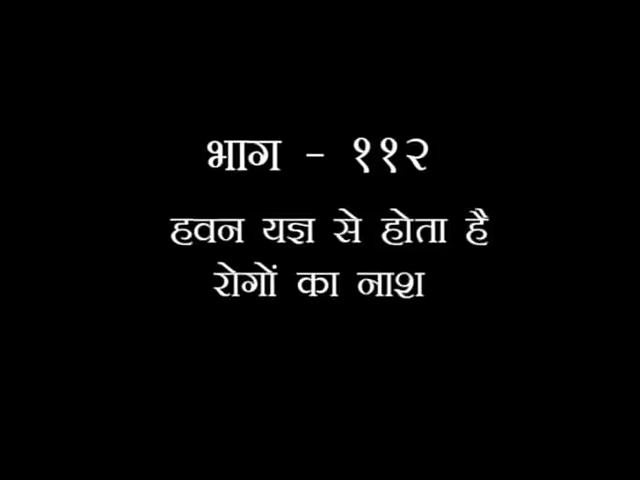 भाग - ११२
हवन यज्ञ से होता है
रोगों का नाश